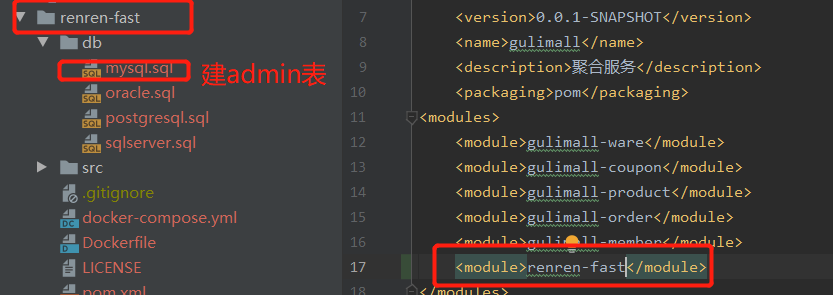 renren-fast
db
mysql.sql
建admin表
oracle.sql
postgresql.sql
sqlserver.sql
src
.gitignore
docker-compose.yml
Dockerfile
LICENSE
pom.xml
7 <version>0.0.1-SNAPSHOT</version>
8 <name>gulimall</name>
9 <description>聚合服务</description>
10 <packaging>pom</packaging>
11 <modules>
12 <module>gulimall-ware</module>
13 <module>gulimall-coupon</module>
14 <module>gulimall-product</module>
15 <module>gulimall-order</module>
16 <module>gulimall-member</module>
17 <module>renren-fast</module>
18 </modules>